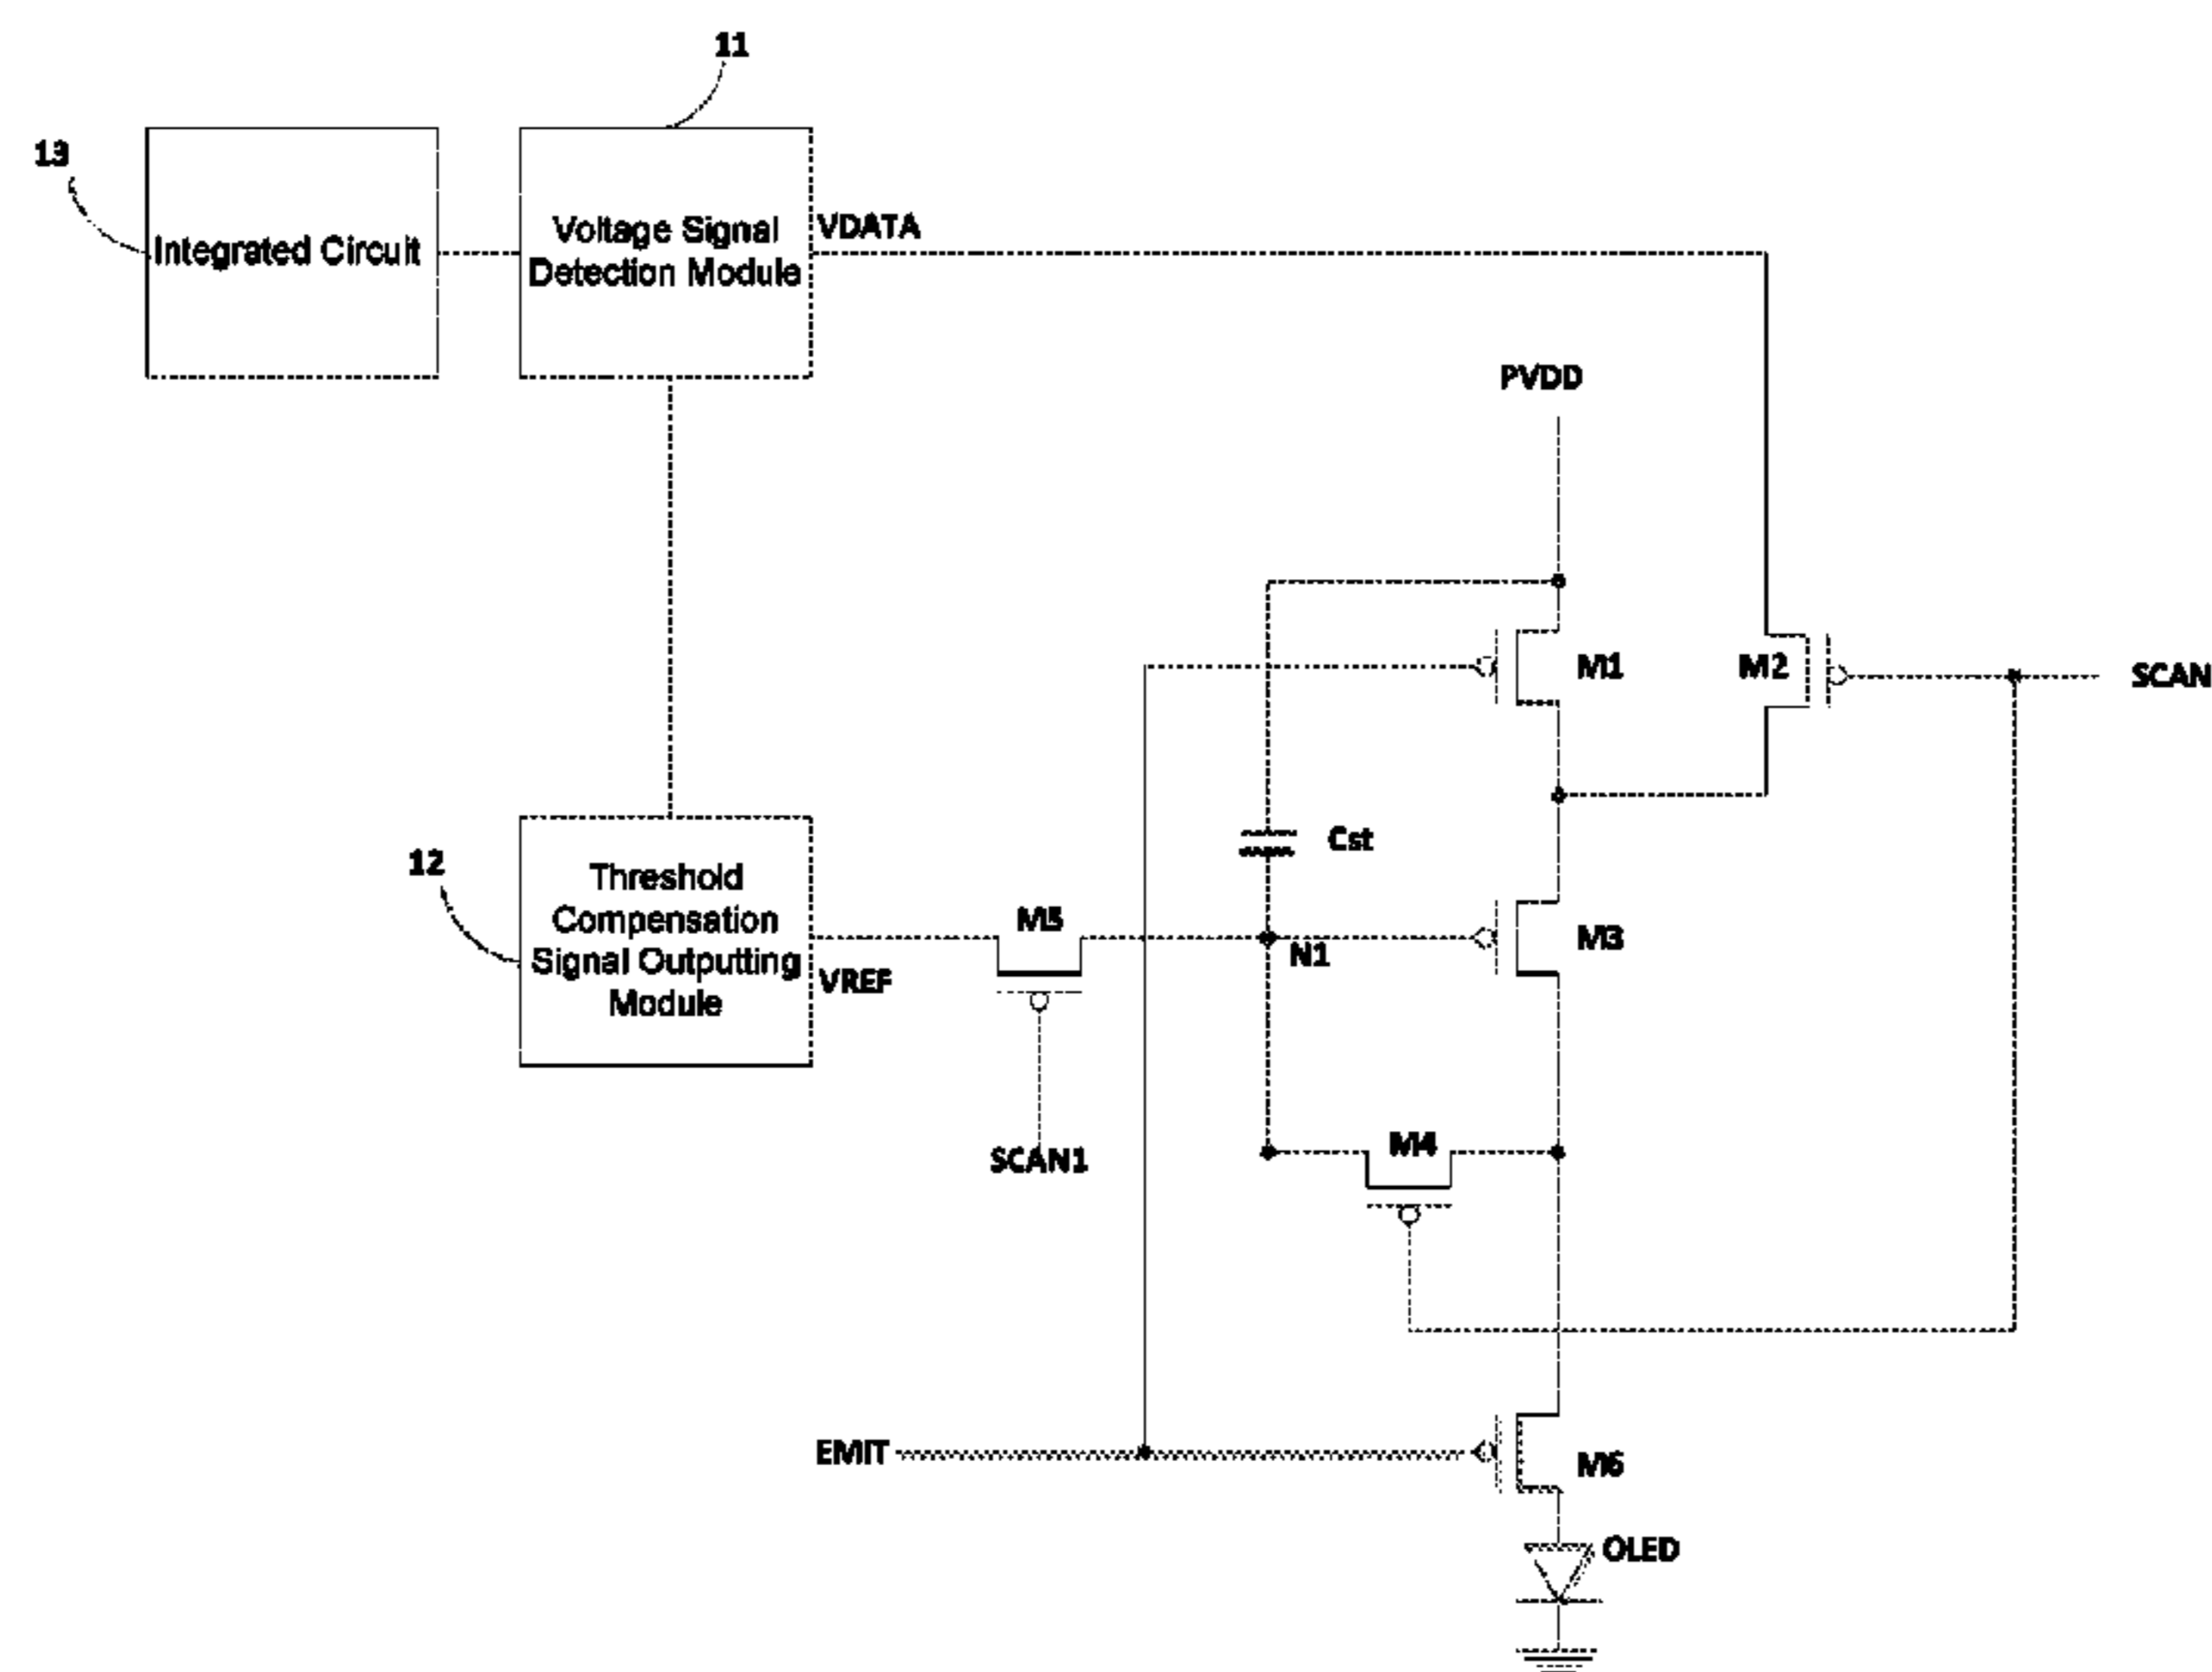 11
13
Integrated Circuit
Voltage Signal
Detection Module
VDATA
PVDD
M1
M2
SCAN
Cst
12
Threshold
Compensation
Signal Outputting
Module
VREF
M5
N1
M3
SCAN1
M4
EMIT
M6
OLED